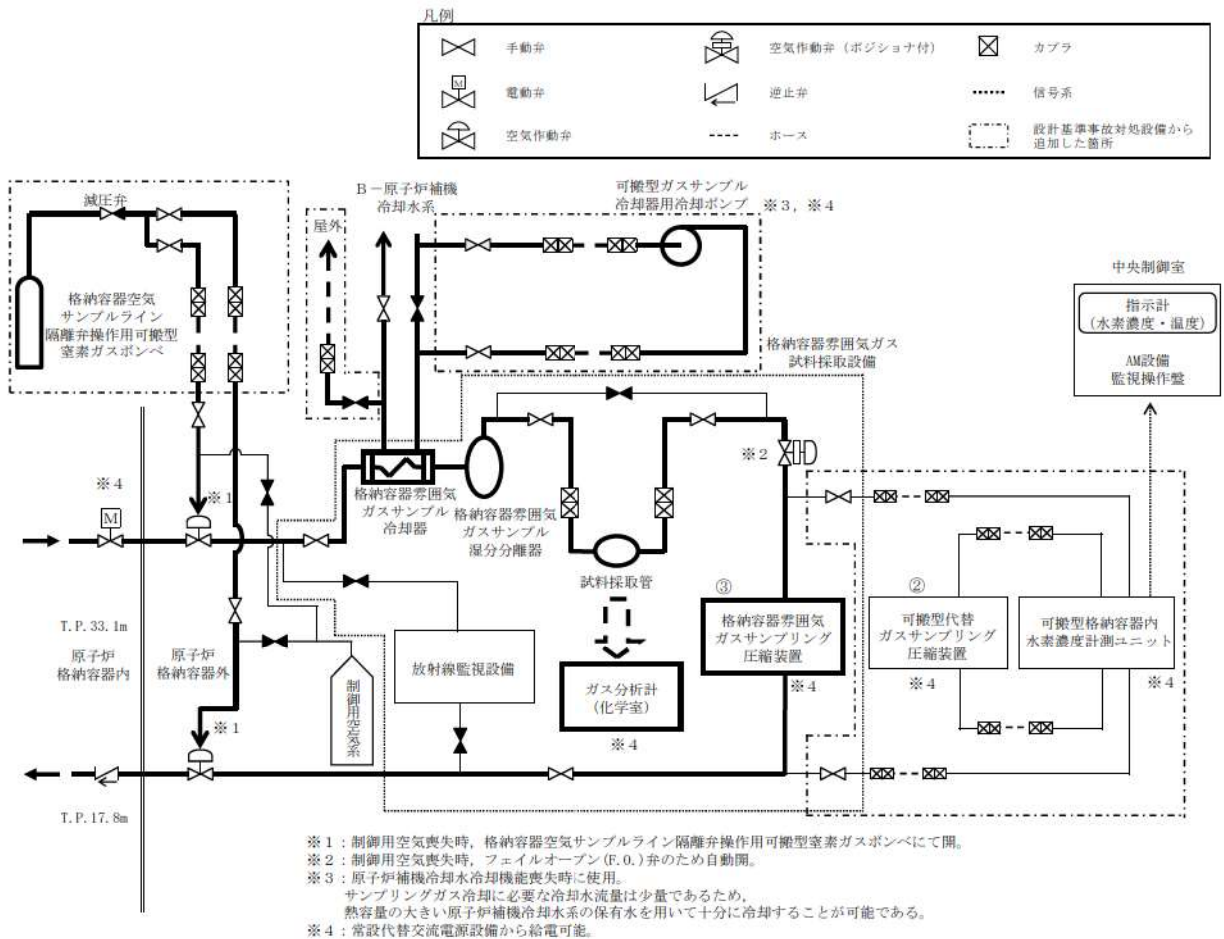 凡例
手動弁
空気作動弁（ポジショナ付）
カプラ
M
電動弁
逆止弁
信号系
空気作動弁
ホース
設計基準事故対処設備から
追加した箇所
減圧弁
格納容器空気
サンプルライン
隔離弁操作用可搬型
窒素ガスボンベ
屋外
B－原子炉補機
冷却水系
可搬型ガスサンプル
冷却器用冷却ポンプ
※３，※４
格納容器雰囲気ガス
試料採取設備
中央制御室
指示計
（水素濃度・温度）
AM設備
監視操作盤
※４
M
※１
格納容器雰囲気
ガスサンプル
冷却器
格納容器雰囲気
ガスサンプル
湿分分離器
試料採取管
※２
③
格納容器雰囲気
ガスサンプリング
圧縮装置
※４
②
可搬型代替
ガスサンプリング
圧縮装置
※４
可搬型格納容器内
水素濃度計測ユニット
※４
T.P.33.1m
原子炉
格納容器内
原子炉
格納容器外
※１
制御用空気系
放射線監視設備
ガス分析計
（化学室）
※４
T.P.17.8m
※１：制御用空気喪失時，格納容器空気サンプルライン隔離弁操作用可搬型窒素ガスボンベにて開。
※２：制御用空気喪失時，フェイルオープン(F.O.)弁のため自動開。
※３：原子炉補機冷却水冷却機能喪失時に使用。
サンプリングガス冷却に必要な冷却水流量は少量であるため，
熱容量の大きい原子炉補機冷却水系の保有水を用いて十分に冷却することが可能である。
※４：常設代替交流電源設備から給電可能。